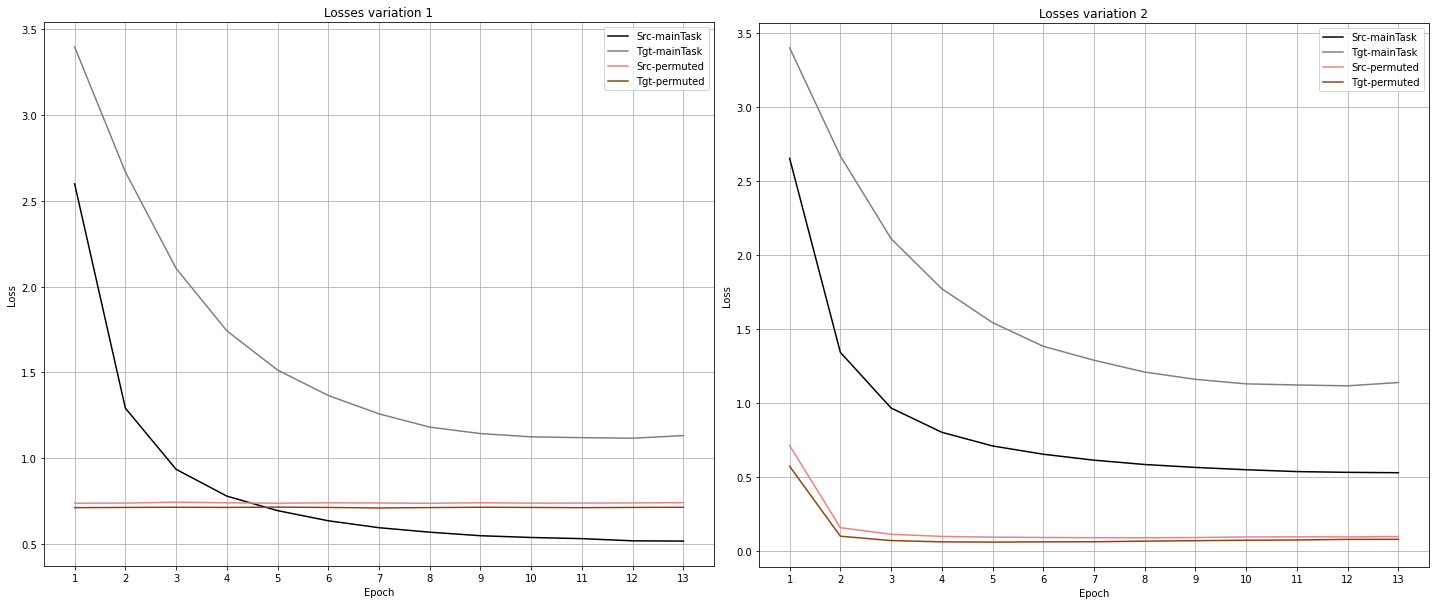 Losses variation 1
3.5
3.0
2.5
2.0
1.5
1.0
0.5
Loss
Src-mainTask
Tgt-mainTask
Src-permuted
Tgt-permuted
1 2 3 4 5 6 7 8 9 10 11 12 13
Epoch
Losses variation 2
3.5
3.0
2.5
2.0
1.5
1.0
0.5
0.0
Loss
Src-mainTask
Tgt-mainTask
Src-permuted
Tgt-permuted
1 2 3 4 5 6 7 8 9 10 11 12 13
Epoch